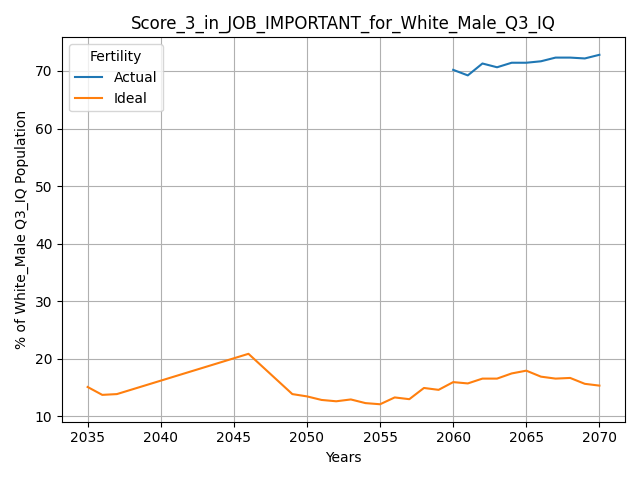 Score_3_in_JOB_IMPORTANT_for_White_Male_Q3_IQ
Fertility
Actual
Ideal
% of White_Male Q3_IQ Population
70
60
50
40
30
20
10
2035 2040 2045 2050 2055 2060 2065 2070
Years